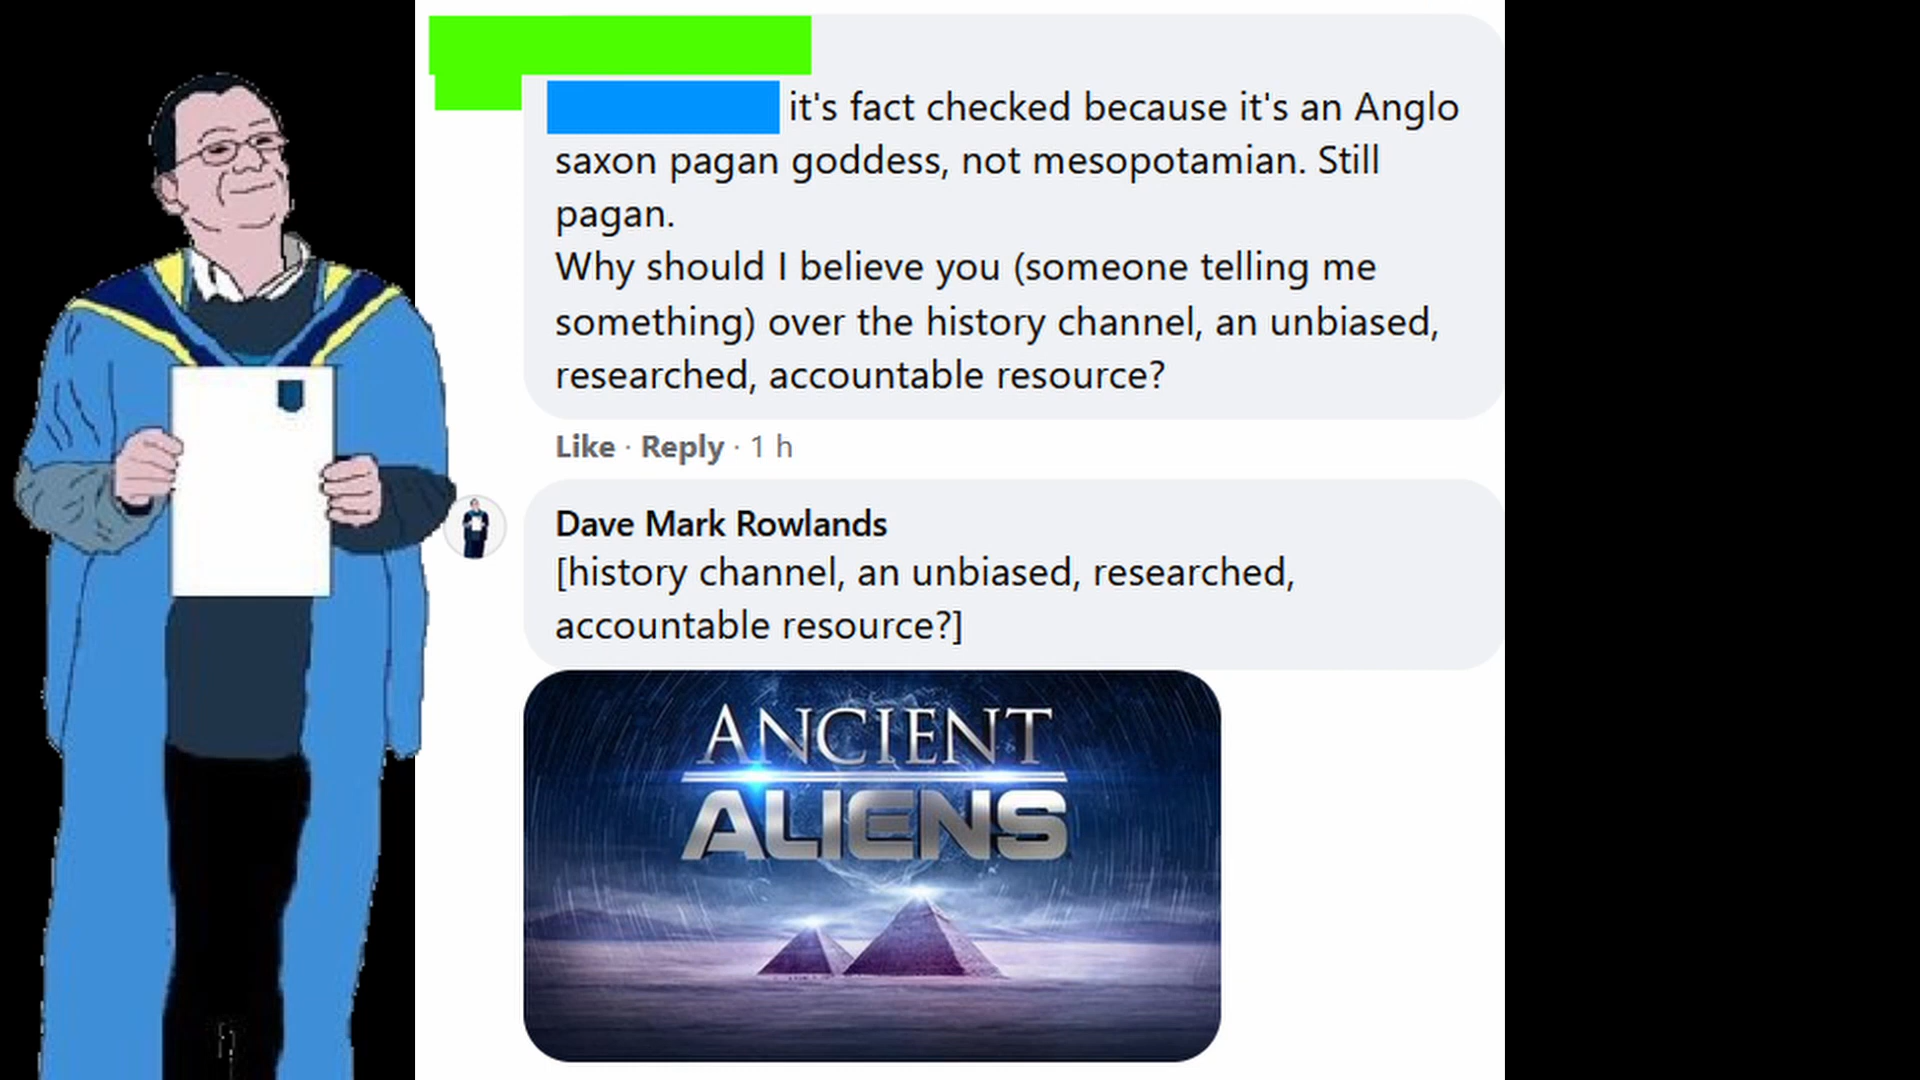 it's fact checked because it's an Anglo
saxon pagan goddess, not mesopotamian. Still
pagan.
Why should I believe you (someone telling me
something) over the history channel, an unbiased,
researched, accountable resource?
Like · Reply · 1 h
Dave Mark Rowlands
[history channel, an unbiased, researched,
accountable resource?]
ANCIENT
ALIENS